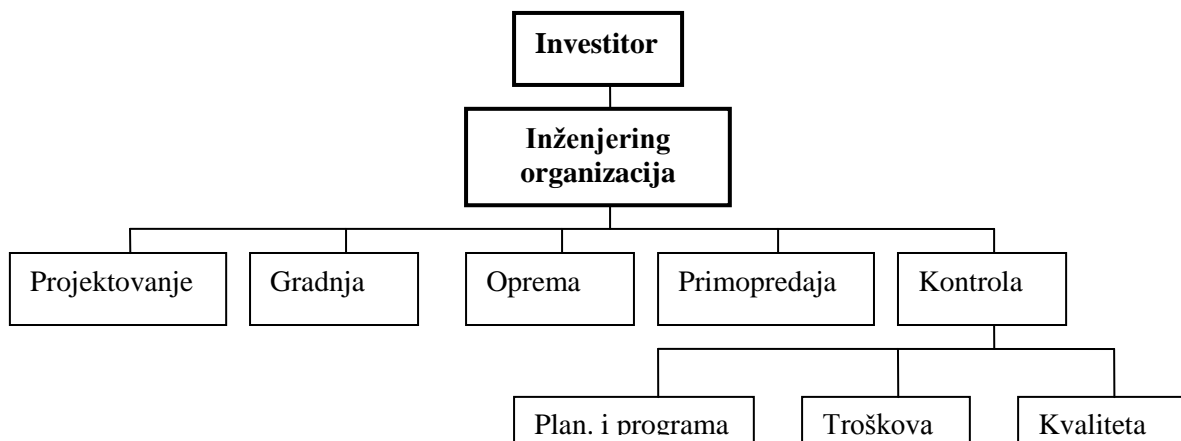 Investitor
Inženjering
organizacija
Projektovanje
Gradnja
Oprema
Primopredaja
Kontrola
Plan. i programa
Troškova
Kvaliteta